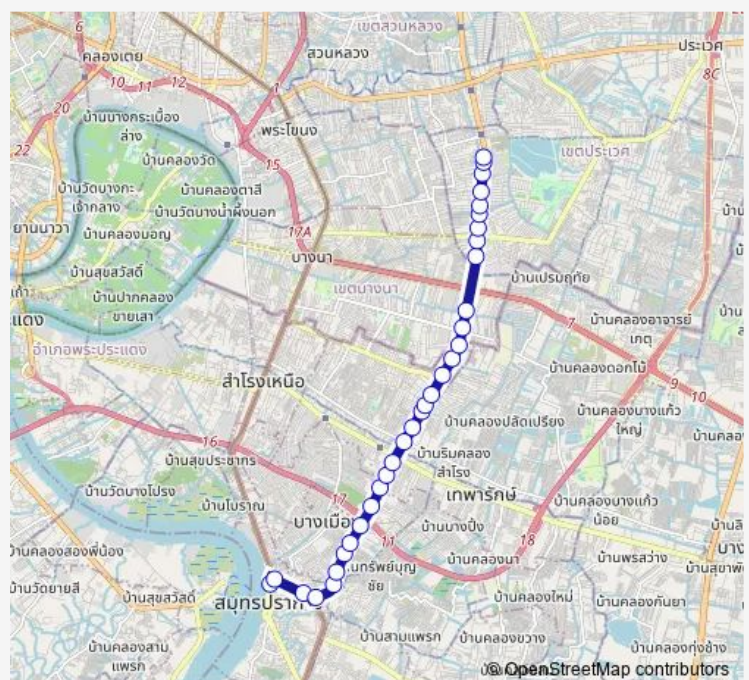 เขตสวนหลวง
6
คลองเตย
สวนหลวง
ประเวศ
8C
10
11
12
1
20
บ้านบางกระเบื้อง
ล่าง
พระโขนง
22
15
บ้านคลองวัด
เขตประเวศ
บ้านวัดบางกะ
เจ้ากลาง
บ้านคลองตาสี
บ้านวัดบางน้ำผึ้งนอก
ยานนาวา
บ้านคลองมอญ
17A
บางนา
บ้านสุขสวัสดิ์
บ้านเปรมฤทัย
เขตบางนา
บ้านปากคลอง
ขายเสา
แดง
7
บ้านคลองอาจารย์
เกตุ
อำเภอพระประแดง
บ้านคลองดอกไม้
สำโรงเหนือ
9
10
บ้านคลองปลัดเปรียง
บ้านคลองบางแก้ว
ใหญ่
16
บ้านสุขประชากร
บ้านริมคลอง
สำโรง
บ้านวัดบางโปรง
เทพารักษ์
บ้านโบราณ
17
บางเมือ
บ้านคลองบางแก้ว
น้อย
บ้านบางปิ้ง
18
11
บ้านคลองสองพี่น้อง
บ้านคลองนา
บ้านพรสว่าง
ชัย
บ้านวัดยายสี
บ้านสุขสวัสดิ์
สมุทรปราก
บ้านคลองใหม่
บ้านคลองกันยา
บ้านสามแพรก
บ้านคลองขวาง
บ้านคลองสาม
แพรก
บ้านคลองทุ่งช้าง
© OpenStreetMap contributors